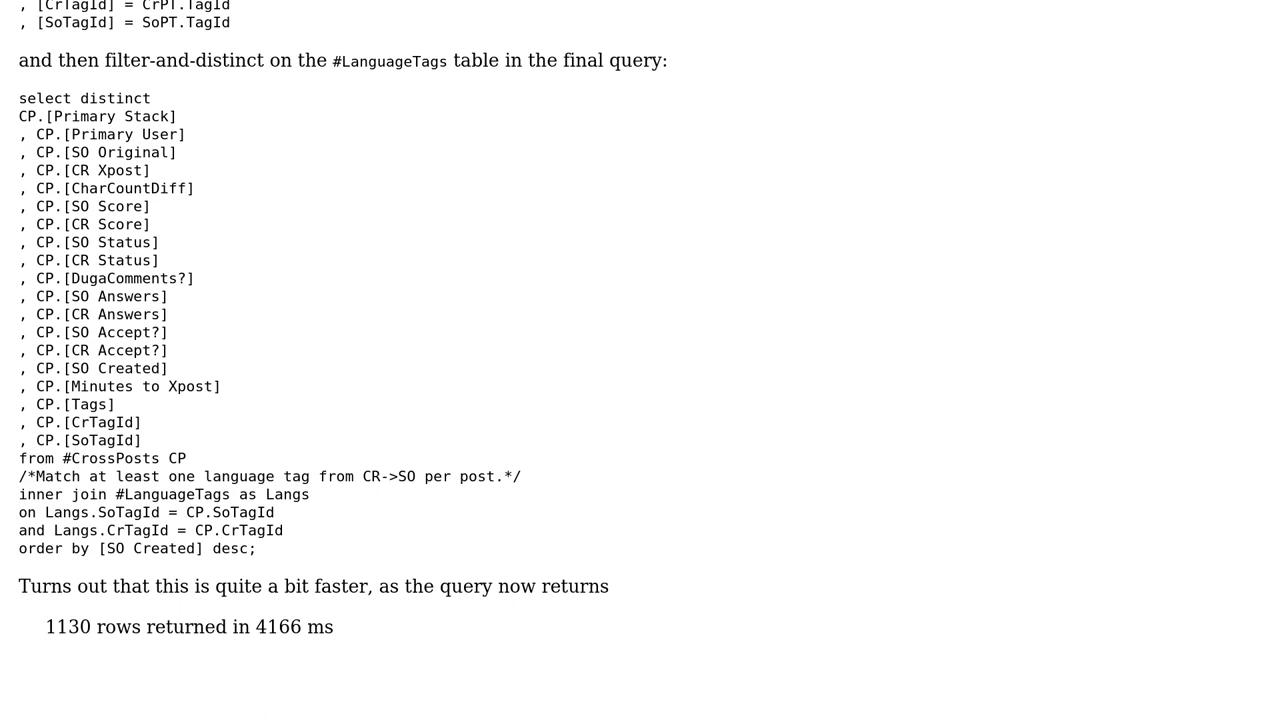 , [CrTagId] = CrPT.TagId
, [SoTagId] = SoPT.TagId
and then filter-and-distinct on the #LanguageTags table in the final query:
select distinct
CP.[Primary Stack]
, CP.[Primary User]
, CP.[SO Original]
, CP.[CR Xpost]
, CP.[CharCountDiff]
, CP.[SO Score]
, CP.[CR Score]
, CP.[SO Status]
, CP.[CR Status]
, CP.[DugaComments?]
, CP.[SO Answers]
, CP.[CR Answers]
, CP.[SO Accept?]
, CP.[CR Accept?]
, CP.[SO Created]
, CP.[Minutes to Xpost]
, CP.[Tags]
, CP.[CrTagId]
, CP.[SoTagId]
from #CrossPosts CP
/*Match at least one language tag from CR->SO per post.*/
inner join #LanguageTags as Langs
on Langs.SoTagId = CP.SoTagId
and Langs.CrTagId = CP.CrTagId
order by [SO Created] desc;
Turns out that this is quite a bit faster, as the query now returns
1130 rows returned in 4166 ms